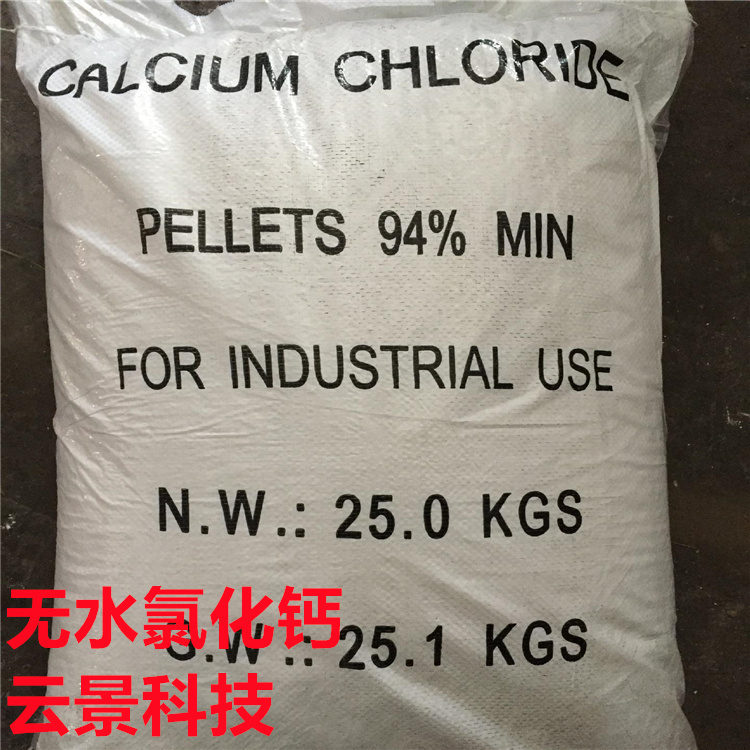 CALCIUM CHLORIDE
PELLETS 94% MIN
FOR INDUSTRIAL USE
N.W.: 25.0 KGS
无水氯化钙
G.W.: 25.1 KGS
云景科技